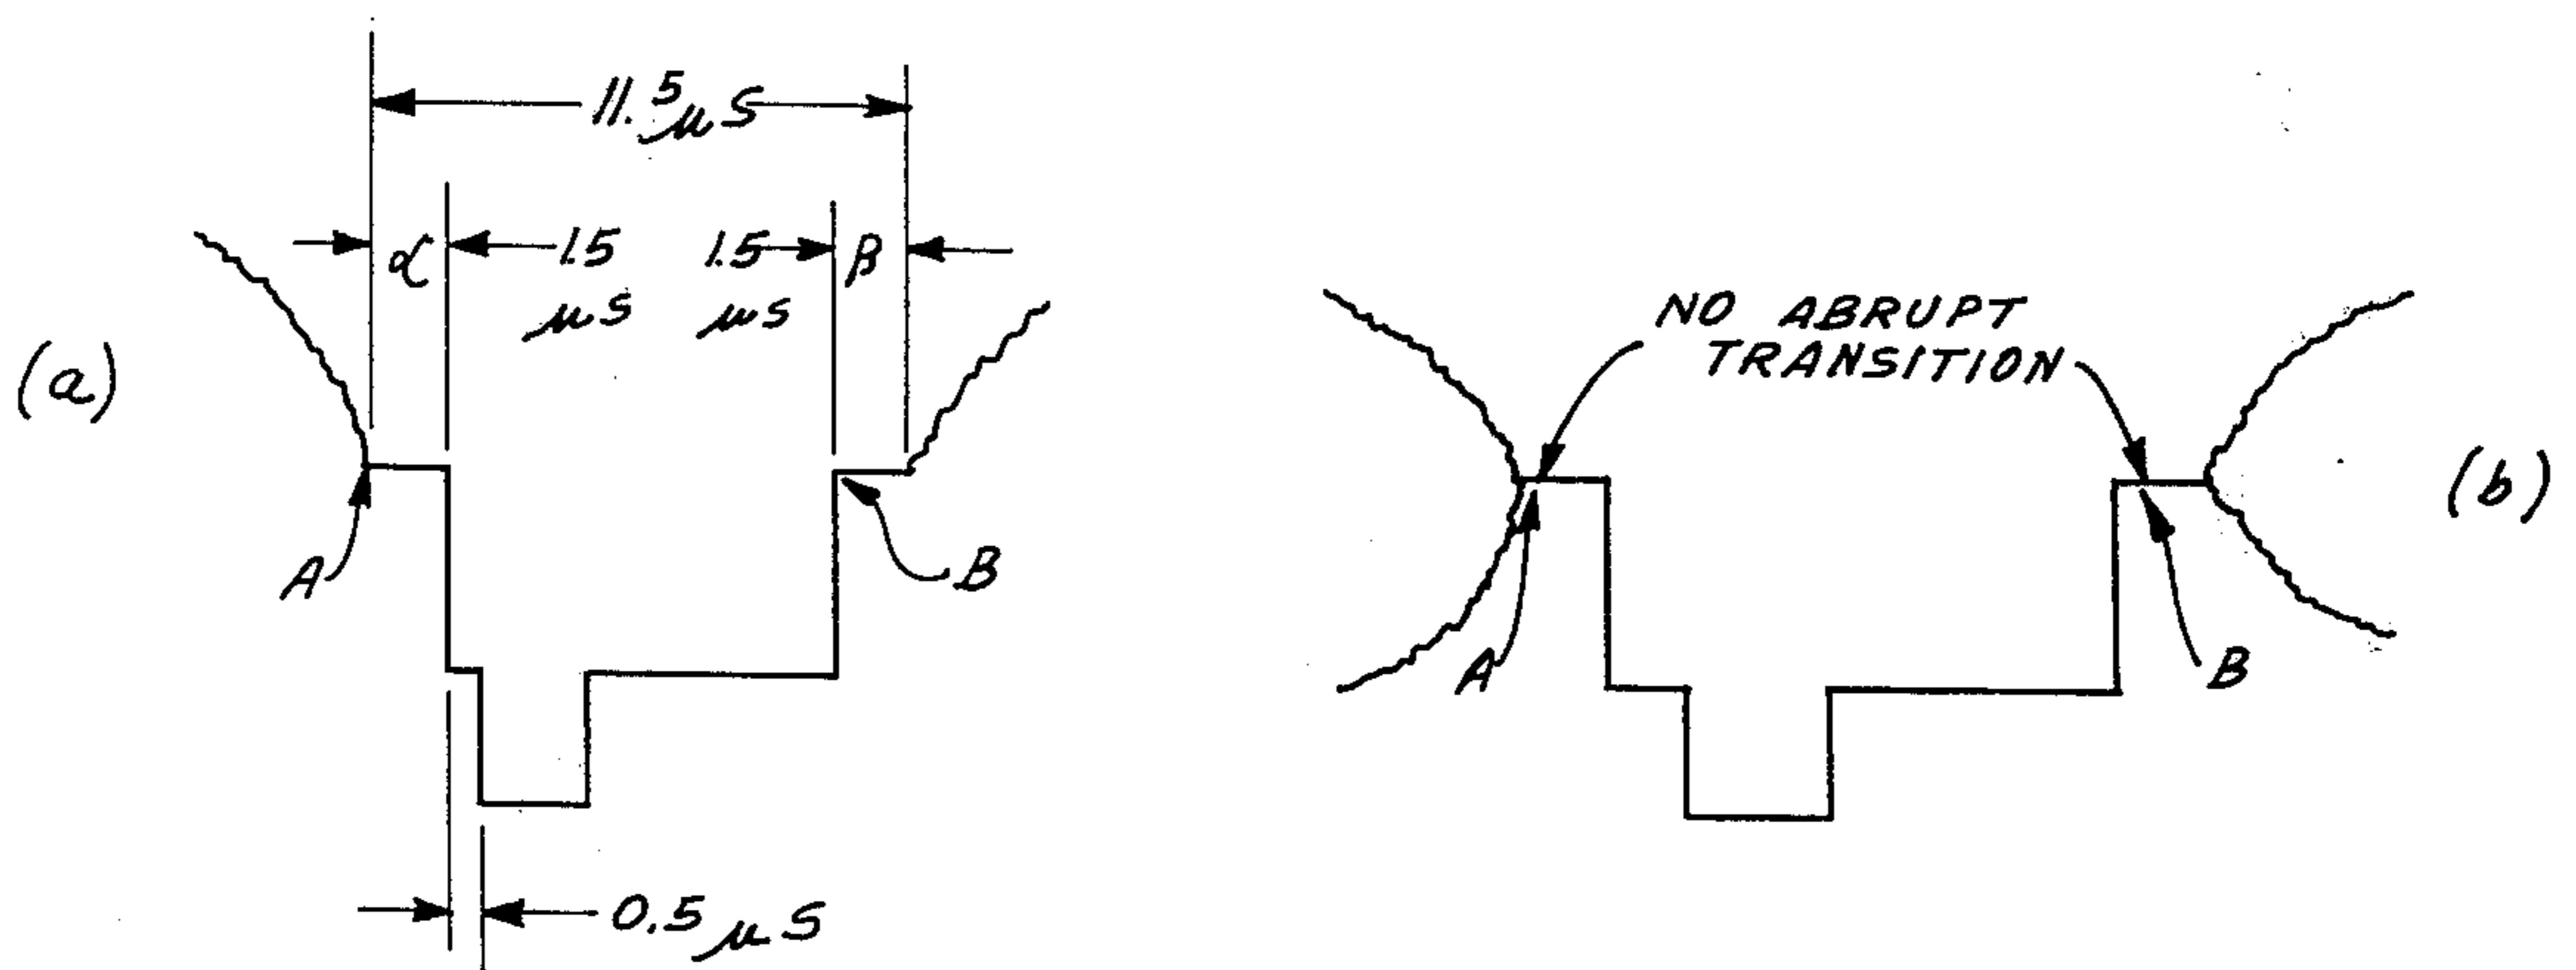 11.5 μS
α
1.5
μS
1.5
μS
β
(a)
A
B
0.5 μS
NO ABRUPT
TRANSITION
A
B
(b)